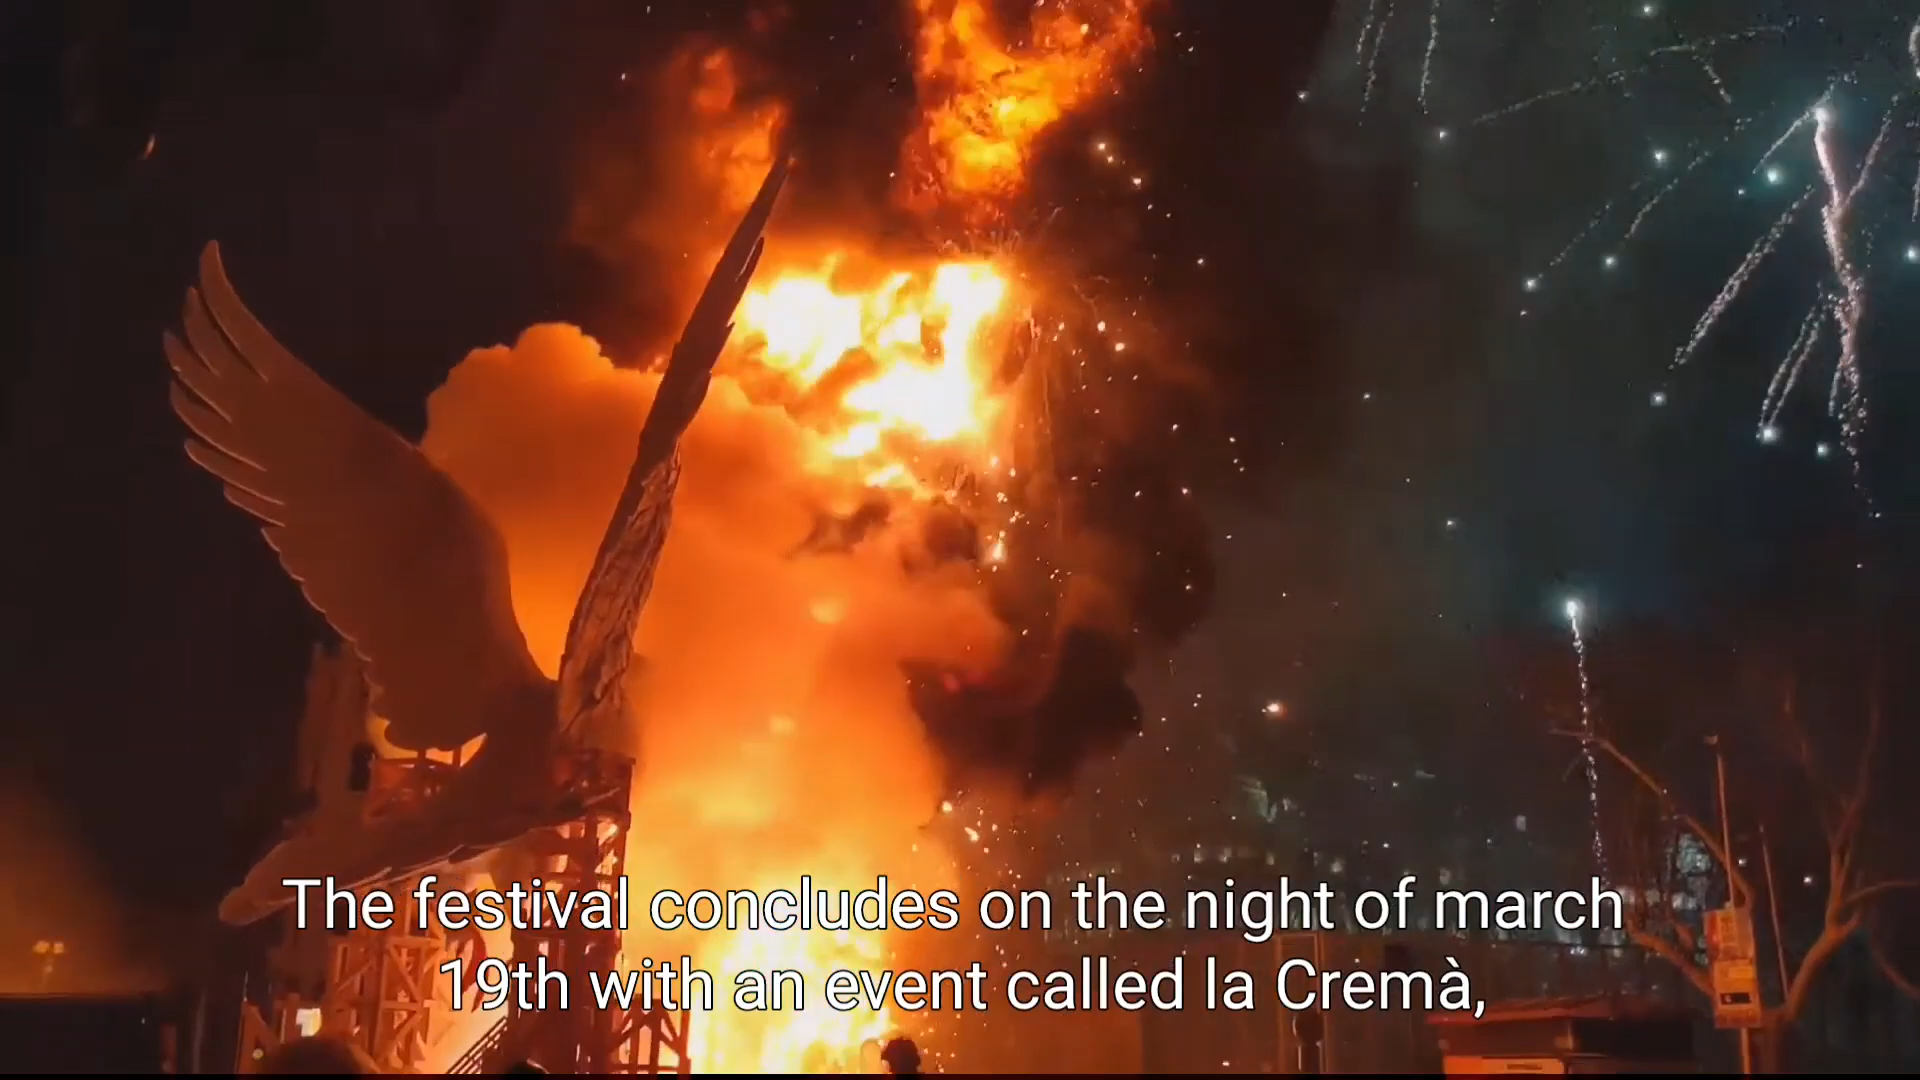 The festival concludes on the night of march
19th with an event called la Cremà,